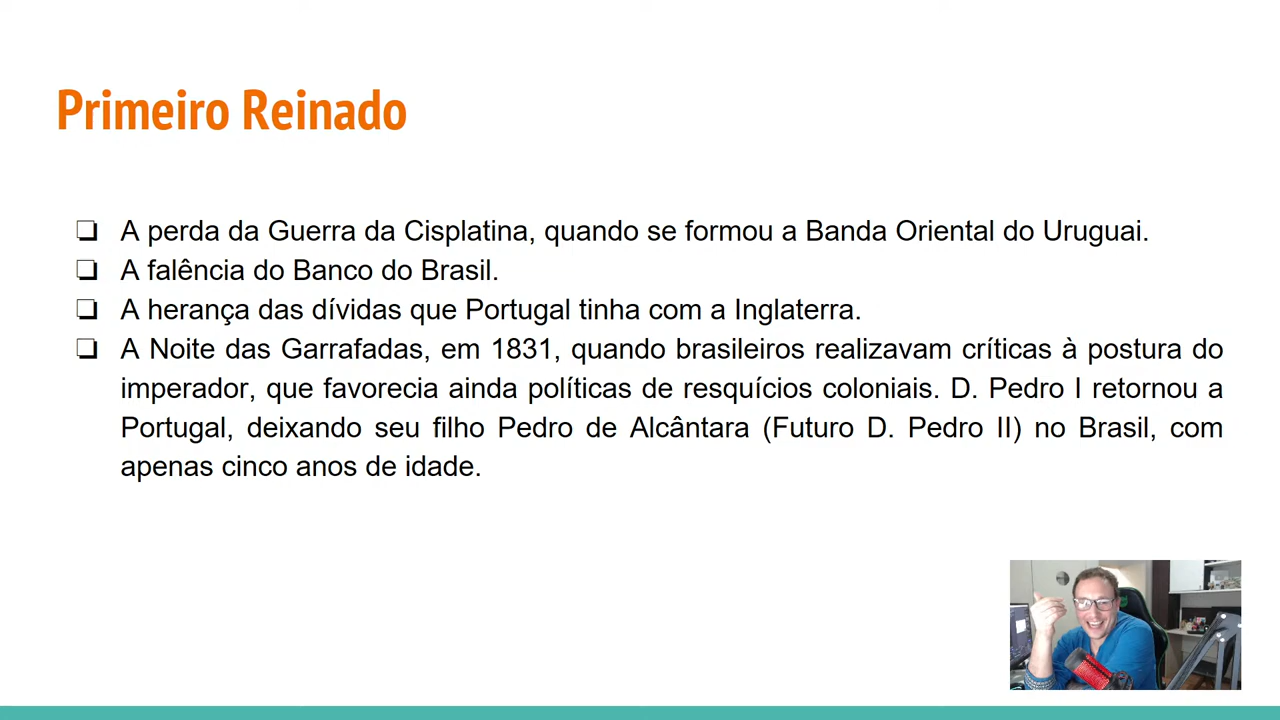 Primeiro Reinado
❏ A perda da Guerra da Cisplatina, quando se formou a Banda Oriental do Uruguai.
❏ A falência do Banco do Brasil.
❏ A herança das dívidas que Portugal tinha com a Inglaterra.
❏ A Noite das Garrafadas, em 1831, quando brasileiros realizavam críticas à postura do
imperador, que favorecia ainda políticas de resquícios coloniais. D. Pedro I retornou a
Portugal, deixando seu filho Pedro de Alcântara (Futuro D. Pedro II) no Brasil, com
apenas cinco anos de idade.